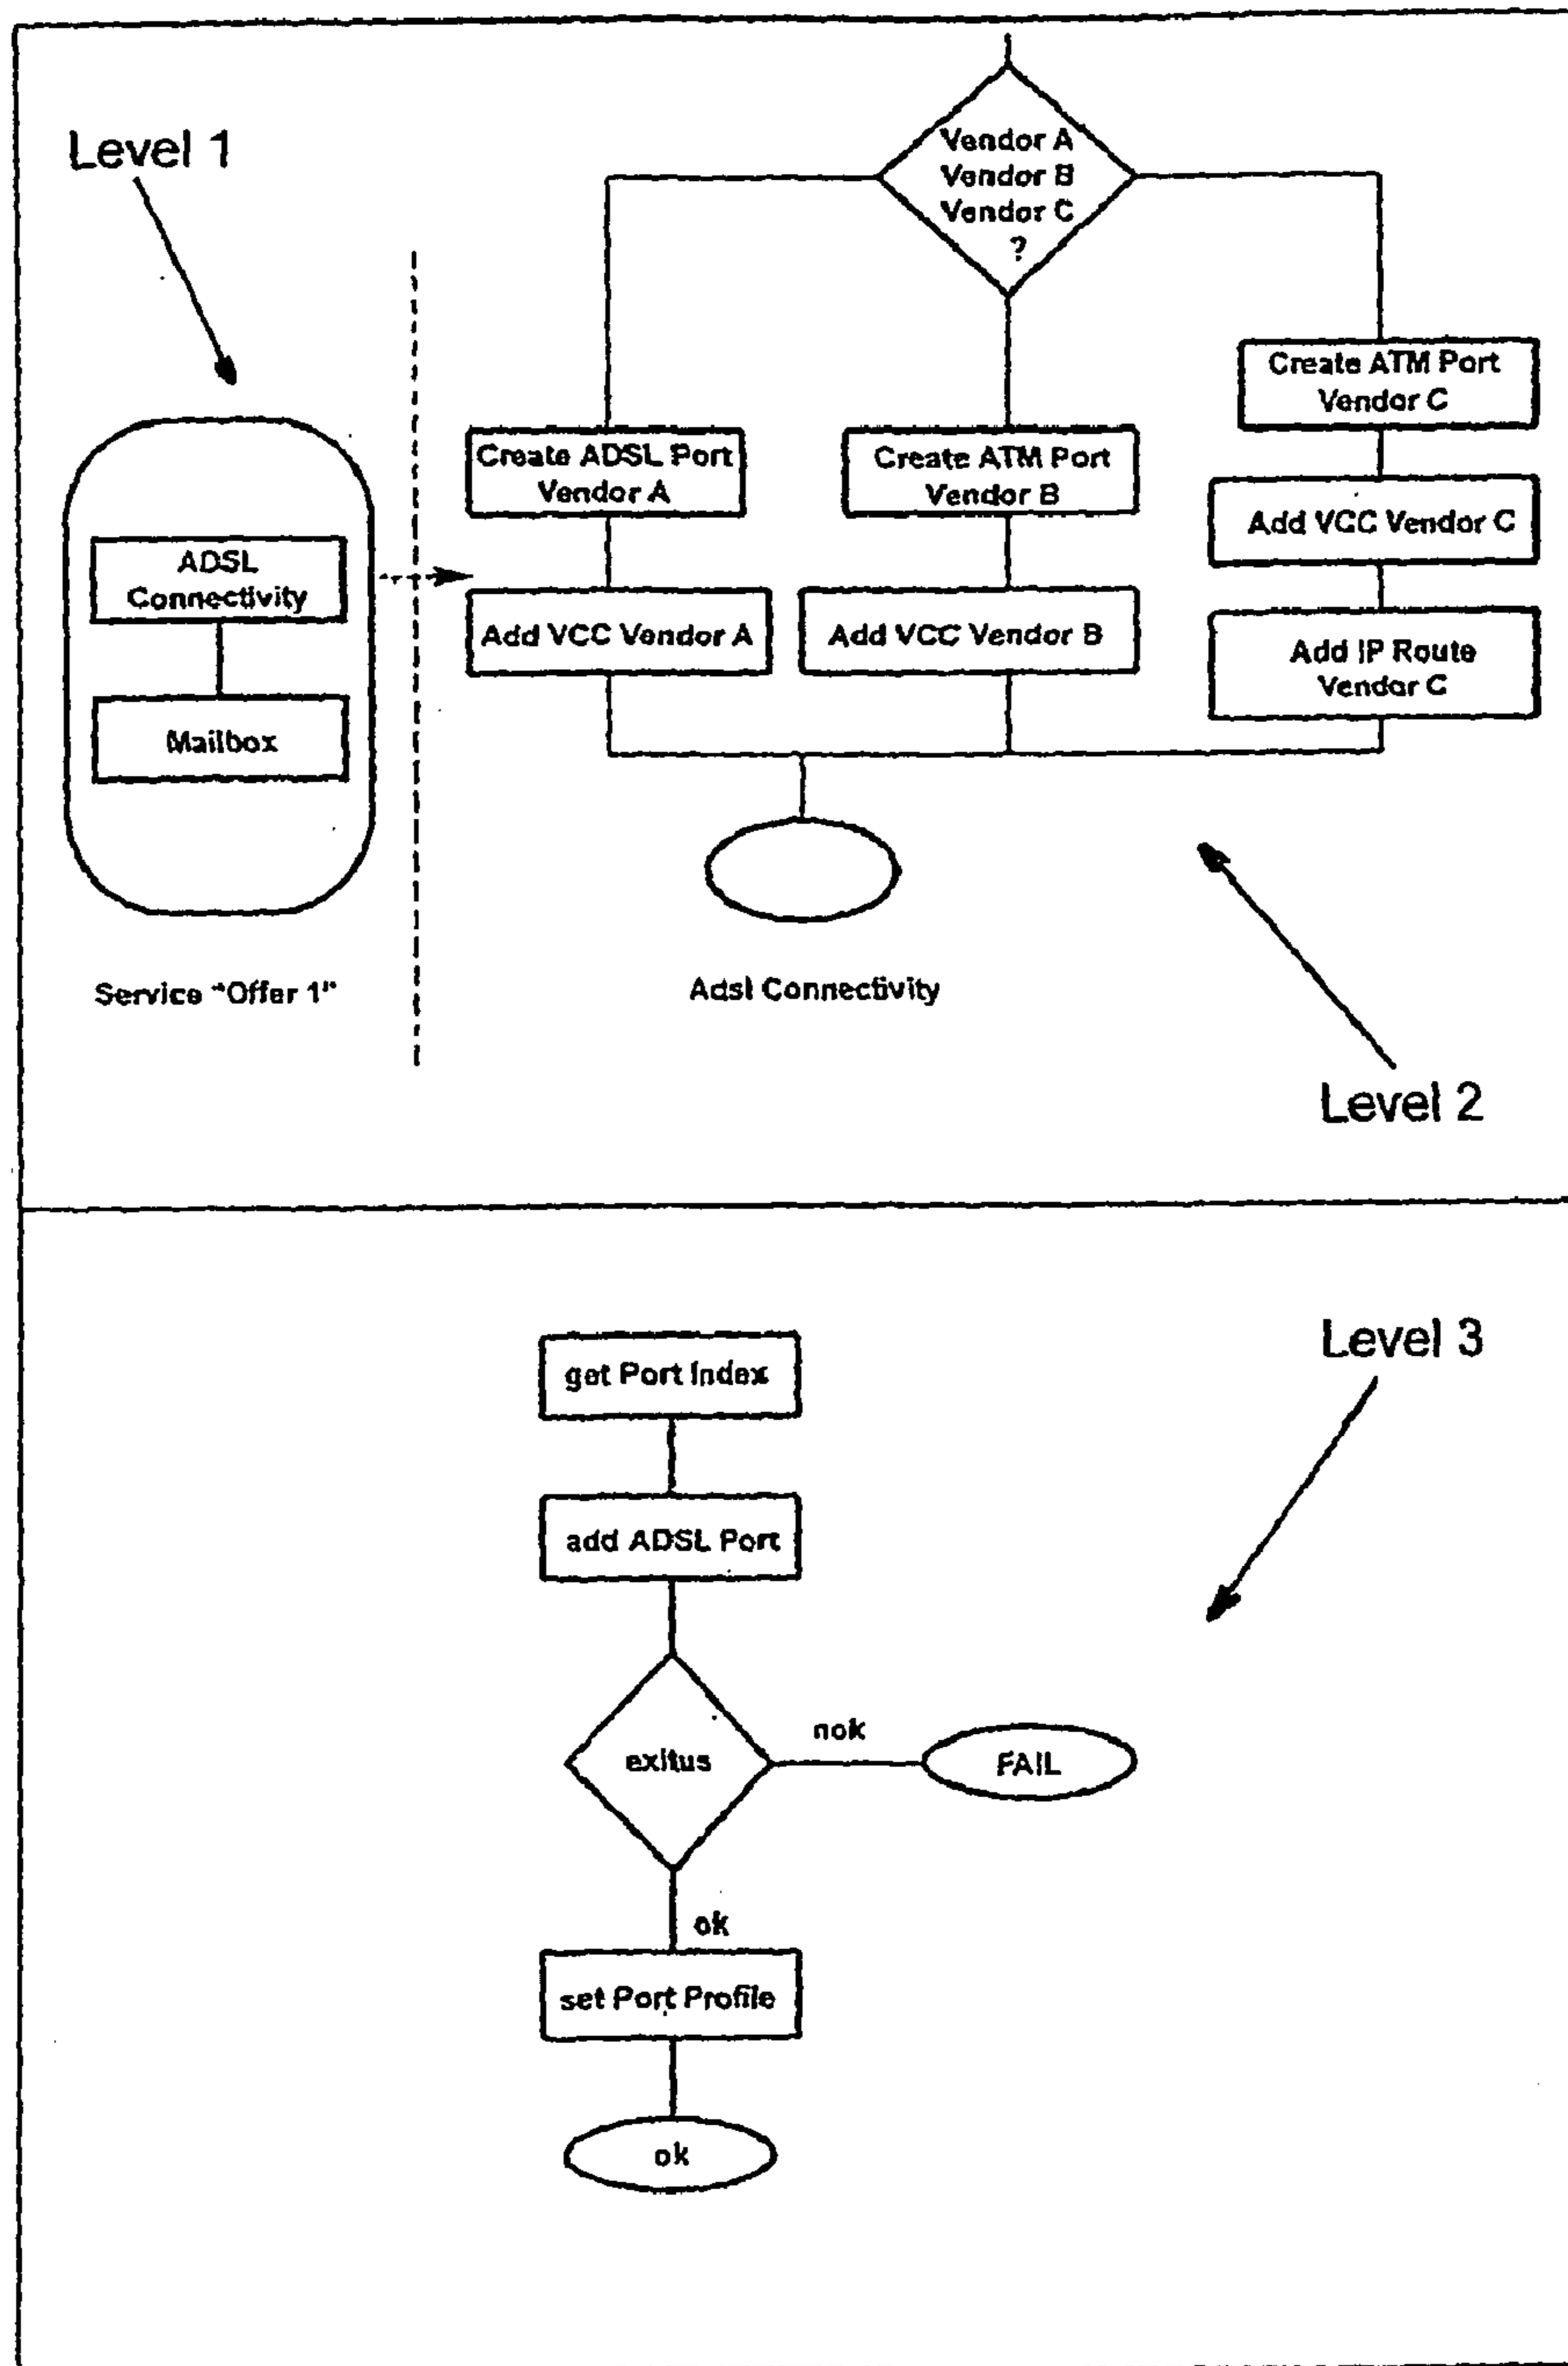 Level 1
Vendor A
Vendor B
Vendor C
?
Create ADSL Port
Vendor A
Create ATM Port
Vendor B
Create ATM Port
Vendor C
Add VCC Vendor C
ADSL
Connectivity
Add VCC Vendor A
Add VCC Vendor B
Add IP Route
Vendor C
Mailbox
Service "Offer 1"
Adsl Connectivity
Level 2
Level 3
get Port Index
add ADSL Port
exitus
nok
FAIL
ok
set Port Profile
ok